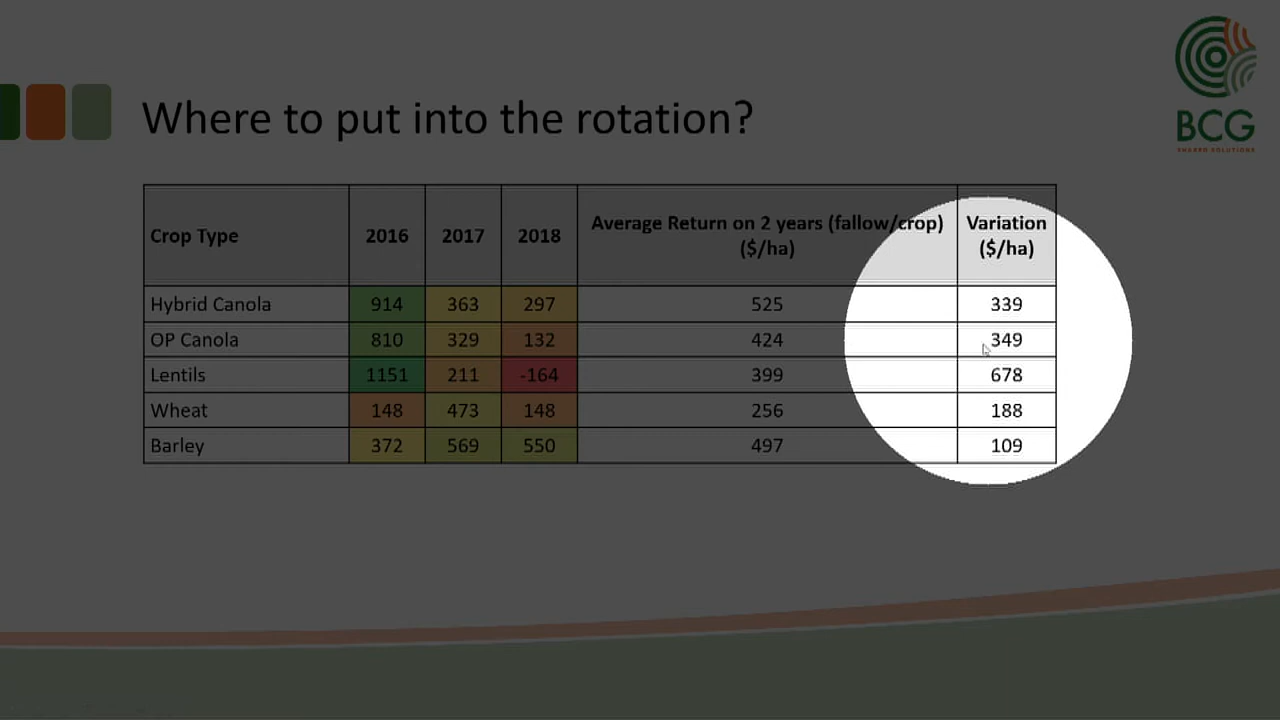 BCG
SHARED SOLUTIONS
Where to put into the rotation?
Crop Type 2016 2017 2018 Average Return on 2 years (fallow/crop) ($/ha) Variation ($/ha)
Hybrid Canola 914 363 297 525 339
OP Canola 810 329 132 424 349
Lentils 1151 211 -164 399 678
Wheat 148 473 148 256 188
Barley 372 569 550 497 109